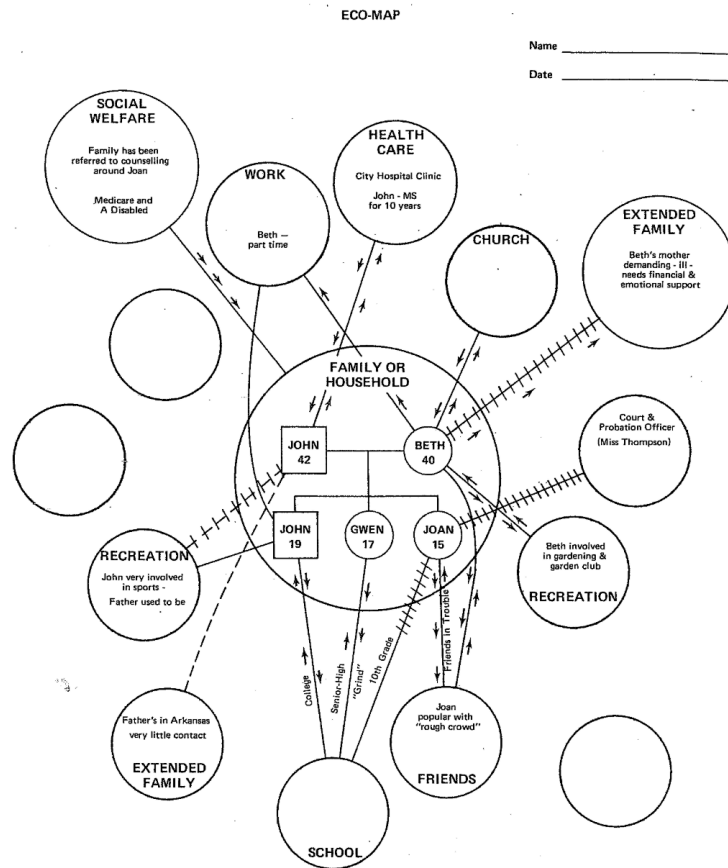 ECO-MAP
Name
Date
SOCIAL
WELFARE
Family has been
referred to counselling
around Joan
Medicare and
A Disabled
WORK
Beth —
part time
HEALTH
CARE
City Hospital Clinic
John - MS
for 10 years
CHURCH
EXTENDED
FAMILY
Beth's mother
demanding - ill -
needs financial &
emotional support
FAMILY OR
HOUSEHOLD
JOHN
42
BETH
40
JOHN
19
GWEN
17
JOAN
15
Court &
Probation Officer
(Miss Thompson)
RECREATION
John very involved
in sports -
Father used to be
Beth involved
in gardening &
garden club
RECREATION
College
Senior-High
"Grind"
10th Grade
Friends in Trouble
Father's in Arkansas
very little contact
EXTENDED
FAMILY
Joan
popular with
"rough crowd"
FRIENDS
SCHOOL